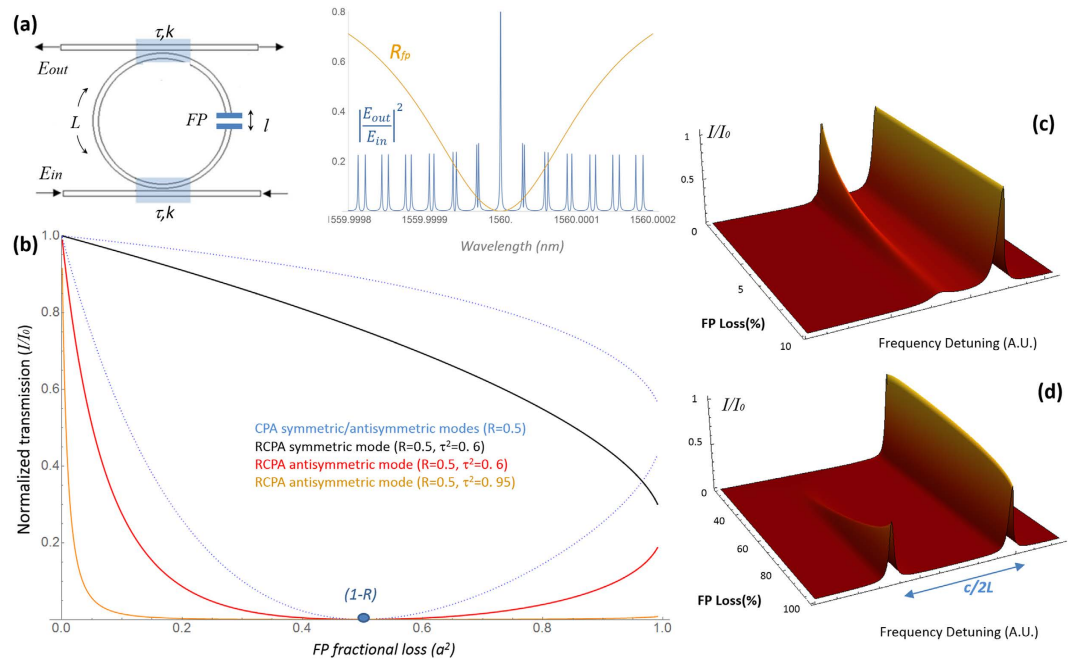 (a)
τ,k
Eout
L
FP
l
Ein
τ,k
0.8
0.6
0.4
0.2
R_fp
|E_out/E_in|²
1559.9998
1559.9999
1560.
1560.0001
1560.0002
Wavelength (nm)
(b)
Normalized transmission (I/I₀)
1.0
0.8
0.6
0.4
0.2
CPA symmetric/antisymmetric modes (R=0.5)
RCPA symmetric mode (R=0.5, τ²=0. 6)
RCPA antisymmetric mode (R=0.5, τ²=0. 6)
RCPA antisymmetric mode (R=0.5, τ²=0. 95)
(1-R)
0.0
0.2
0.4
0.6
0.8
1.0
FP fractional loss (a²)
(c)
I/I₀
1
0.5
0
0
5
10
FP Loss(%)
Frequency Detuning (A.U.)
(d)
I/I₀
1
0.5
0
40
60
80
100
FP Loss(%)
c/2L
Frequency Detuning (A.U.)